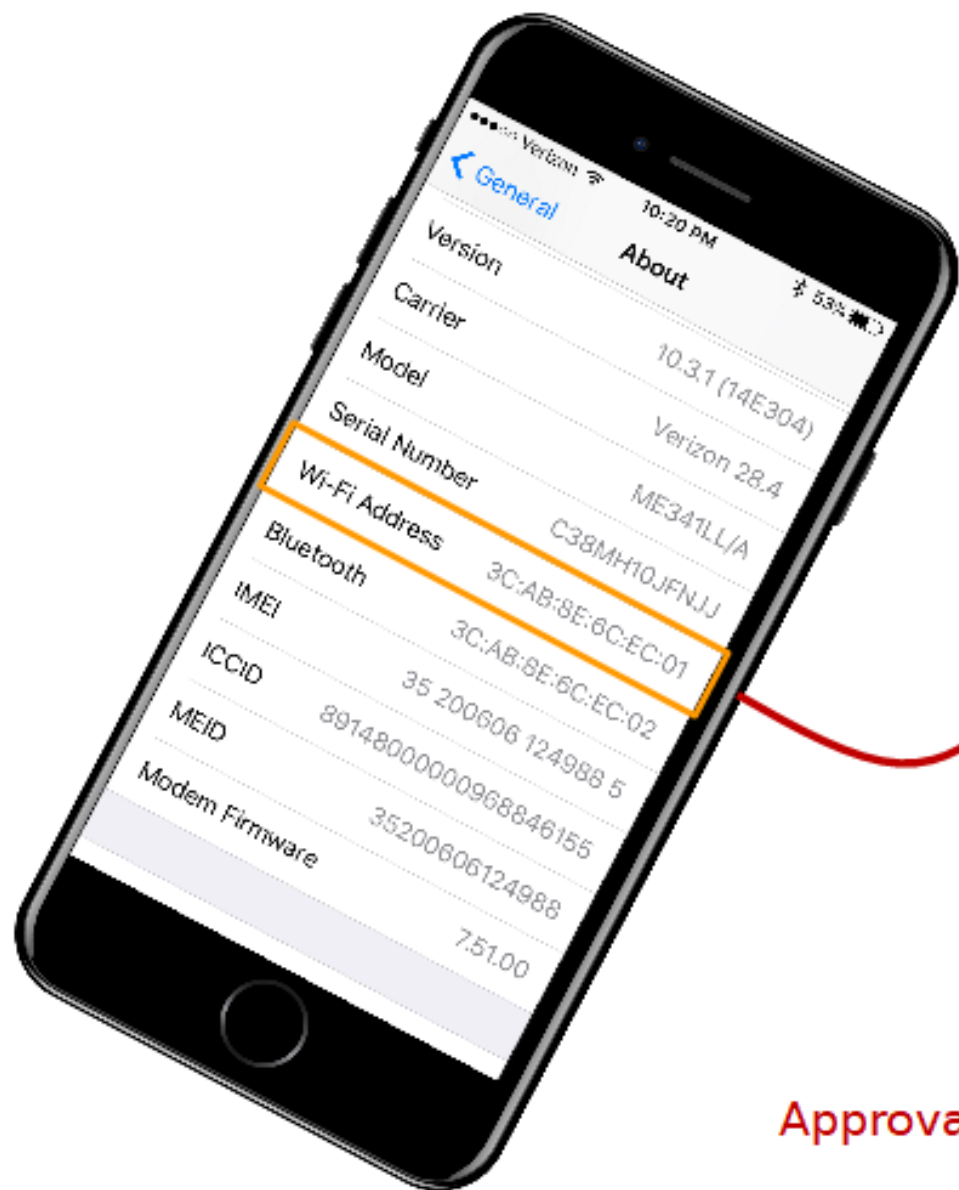 Verizon
10:20 PM
53%
General
About
Version 10.3.1 (14E304)
Carrier Verizon 28.4
Model ME341LL/A
Serial Number C38MH10JFNJJ
Wi-Fi Address 3C:AB:8E:6C:EC:01
Bluetooth 3C:AB:8E:6C:EC:02
IMEI 35 200606 124988 5
ICCID 89148000000968846155
MEID 35200606124988
Modem Firmware 7.51.00
Approva